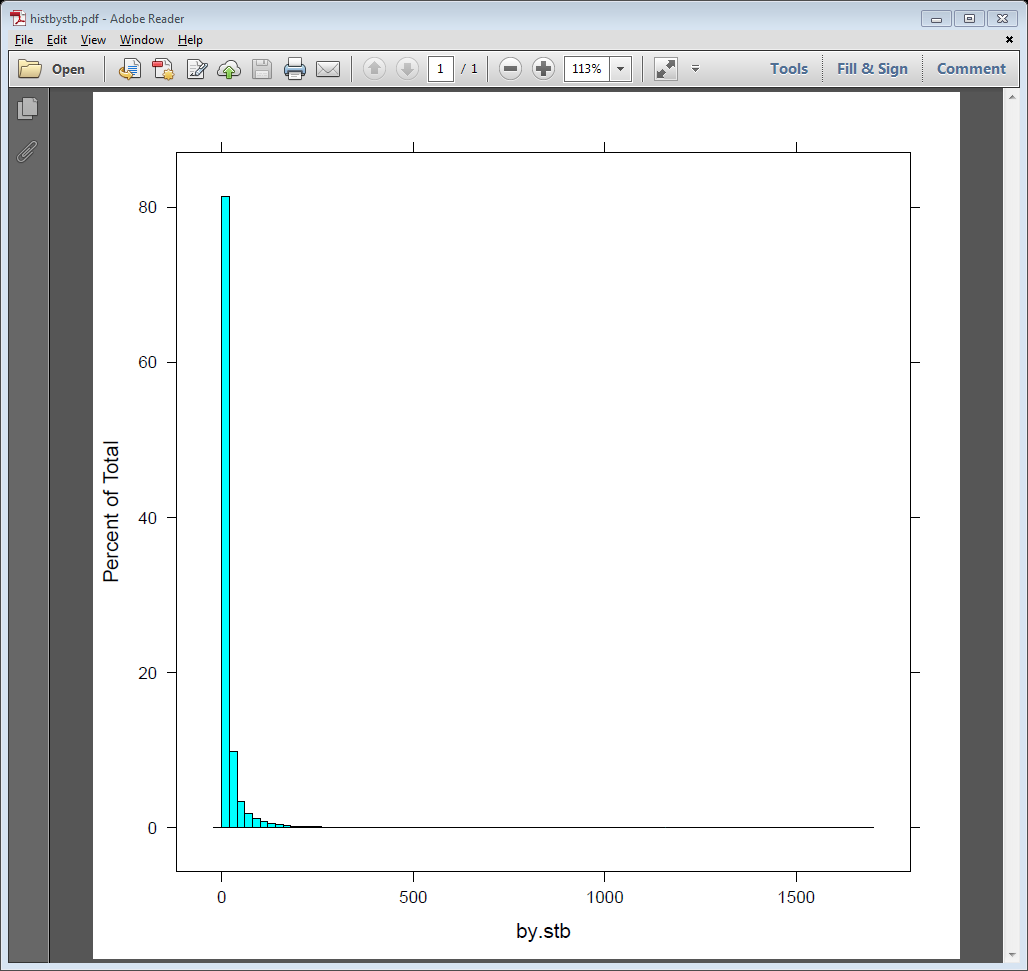 histbystb.pdf - Adobe Reader
File Edit View Window Help
Open 1 / 1 113% Tools Fill & Sign Comment
80
60
40
20
0
Percent of Total
0 500 1000 1500
by.stb